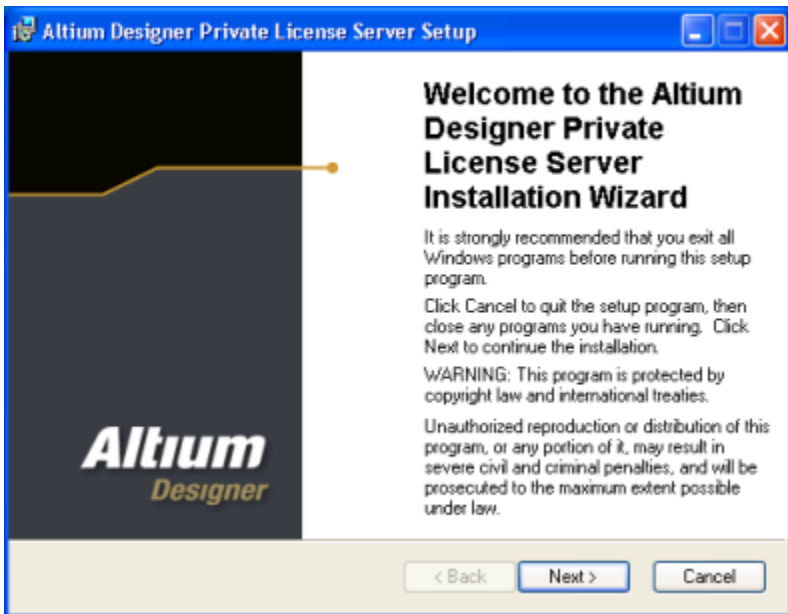 Altium Designer Private License Server Setup
Welcome to the Altium
Designer Private
License Server
Installation Wizard
It is strongly recommended that you exit all
Windows programs before running this setup
program.
Click Cancel to quit the setup program, then
close any programs you have running. Click
Next to continue the installation.
WARNING: This program is protected by
copyright law and international treaties.
Unauthorized reproduction or distribution of this
program, or any portion of it, may result in
severe civil and criminal penalties, and will be
prosecuted to the maximum extent possible
under law.
Altium
Designer
< Back Next > Cancel